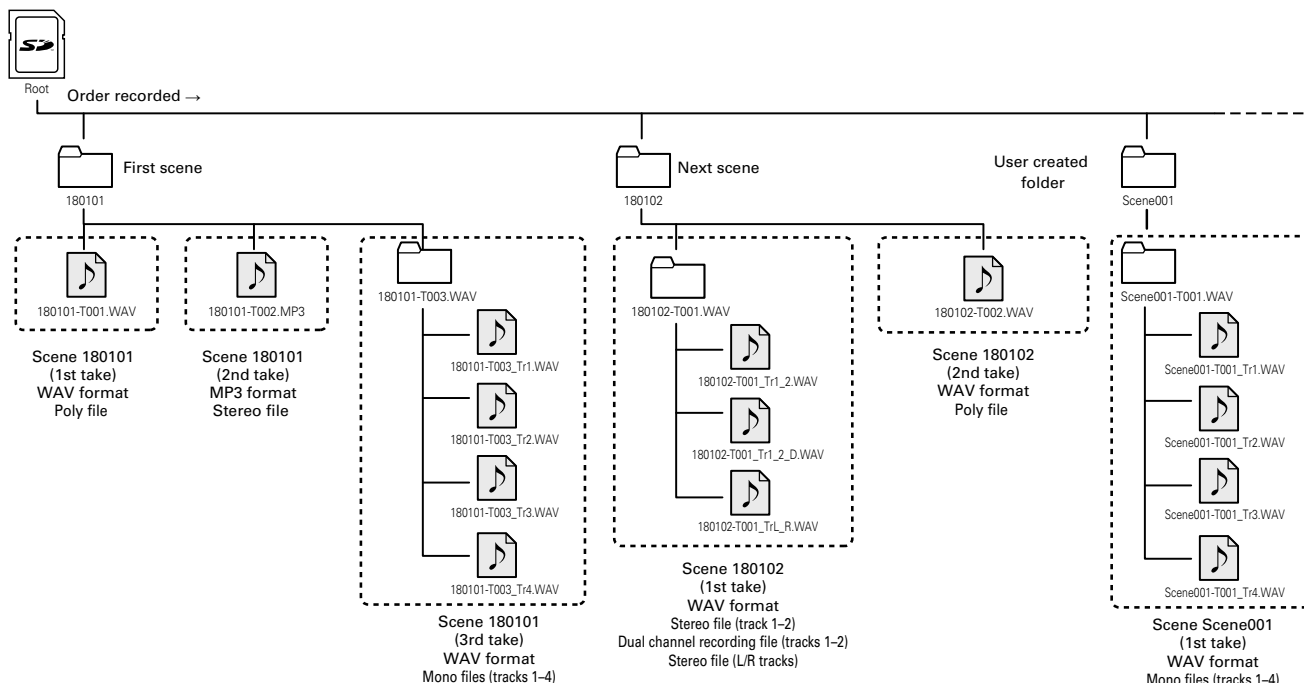 SD
Root
Order recorded →
First scene
180101
Next scene
180102
User created
folder
Scene001
180101-T001.WAV
Scene 180101
(1st take)
WAV format
Poly file
180101-T002.MP3
Scene 180101
(2nd take)
MP3 format
Stereo file
180101-T003.WAV
180101-T003_Tr1.WAV
180101-T003_Tr2.WAV
180101-T003_Tr3.WAV
180101-T003_Tr4.WAV
Scene 180101
(3rd take)
WAV format
Mono files (tracks 1–4)
180102-T001.WAV
180102-T001_Tr1_2.WAV
180102-T001_Tr1_2_D.WAV
180102-T001_TrL_R.WAV
Scene 180102
(1st take)
WAV format
Stereo file (track 1–2)
Dual channel recording file (tracks 1–2)
Stereo file (L/R tracks)
180102-T002.WAV
Scene 180102
(2nd take)
WAV format
Poly file
Scene001-T001.WAV
Scene001-T001_Tr1.WAV
Scene001-T001_Tr2.WAV
Scene001-T001_Tr3.WAV
Scene001-T001_Tr4.WAV
Scene Scene001
(1st take)
WAV format
Mono files (tracks 1–4)